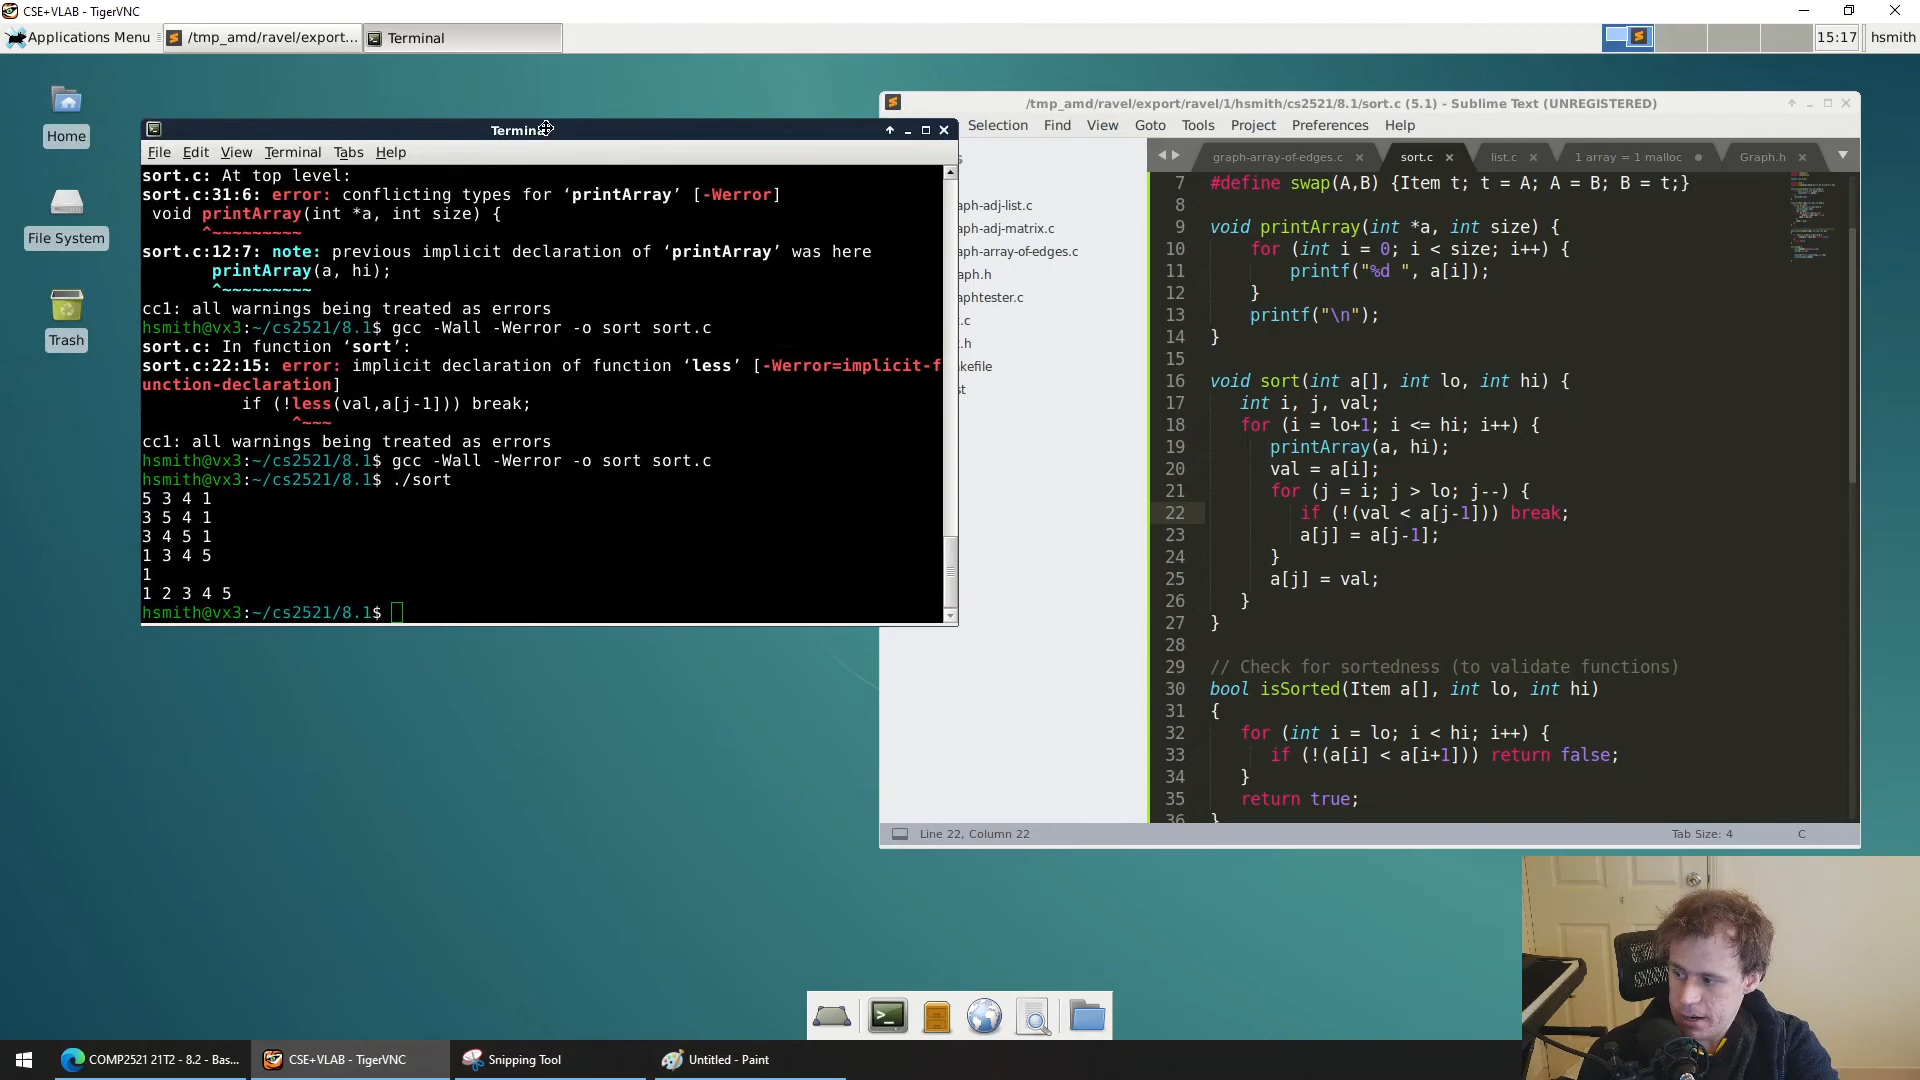 CSE+VLAB - TigerVNC
Applications Menu
/tmp_amd/ravel/export...
Terminal
15:17
hsmith
Home
File System
Trash
Terminal
File Edit View Terminal Tabs Help
sort.c: At top level:
sort.c:31:6: error: conflicting types for ‘printArray’ [-Werror]
void printArray(int *a, int size) {
^~~~~~~~~~
sort.c:12:7: note: previous implicit declaration of ‘printArray’ was here
printArray(a, hi);
^~~~~~~~~~
cc1: all warnings being treated as errors
hsmith@vx3:~/cs2521/8.1$ gcc -Wall -Werror -o sort sort.c
sort.c: In function ‘sort’:
sort.c:22:15: error: implicit declaration of function ‘less’ [-Werror=implicit-f
unction-declaration]
if (!less(val,a[j-1])) break;
^~~~
cc1: all warnings being treated as errors
hsmith@vx3:~/cs2521/8.1$ gcc -Wall -Werror -o sort sort.c
hsmith@vx3:~/cs2521/8.1$ ./sort
5 3 4 1
3 5 4 1
3 4 5 1
1 3 4 5
1
1 2 3 4 5
hsmith@vx3:~/cs2521/8.1$
/tmp_amd/ravel/export/ravel/1/hsmith/cs2521/8.1/sort.c (5.1) - Sublime Text (UNREGISTERED)
Selection Find View Goto Tools Project Preferences Help
aph-adj-list.c
aph-adj-matrix.c
aph-array-of-edges.c
aph.h
aphtester.c
.c
.h
kefile
st
graph-array-of-edges.c
sort.c
list.c
1 array = 1 malloc
Graph.h
7 #define swap(A,B) {Item t; t = A; A = B; B = t;}
8
9 void printArray(int *a, int size) {
10 for (int i = 0; i < size; i++) {
11 printf("%d ", a[i]);
12 }
13 printf("\n");
14 }
15
16 void sort(int a[], int lo, int hi) {
17 int i, j, val;
18 for (i = lo+1; i <= hi; i++) {
19 printArray(a, hi);
20 val = a[i];
21 for (j = i; j > lo; j--) {
22 if (!(val < a[j-1])) break;
23 a[j] = a[j-1];
24 }
25 a[j] = val;
26 }
27 }
28
29 // Check for sortedness (to validate functions)
30 bool isSorted(Item a[], int lo, int hi)
31 {
32 for (int i = lo; i < hi; i++) {
33 if (!(a[i] < a[i+1])) return false;
34 }
35 return true;
36 }
Line 22, Column 22
Tab Size: 4
C
COMP2521 21T2 - 8.2 - Bas...
CSE+VLAB - TigerVNC
Snipping Tool
Untitled - Paint